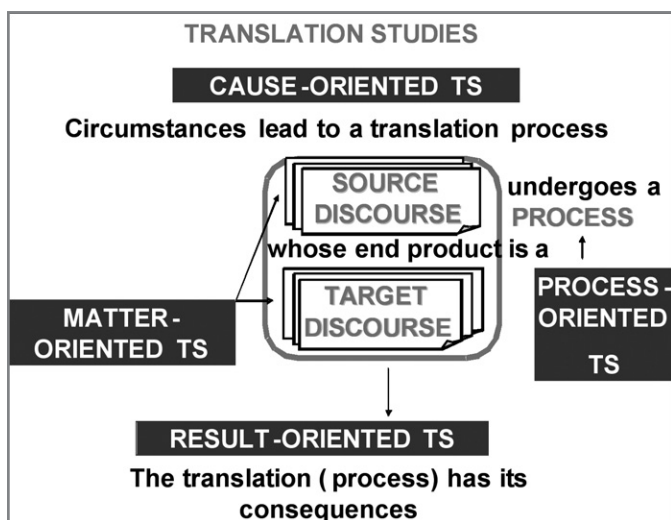 TRANSLATION STUDIES
CAUSE-ORIENTED TS
Circumstances lead to a translation process
SOURCE
DISCOURSE
undergoes a
PROCESS
whose end product is a
TARGET
DISCOURSE
MATTER-
ORIENTED TS
PROCESS-
ORIENTED
TS
RESULT-ORIENTED TS
The translation (process) has its
consequences